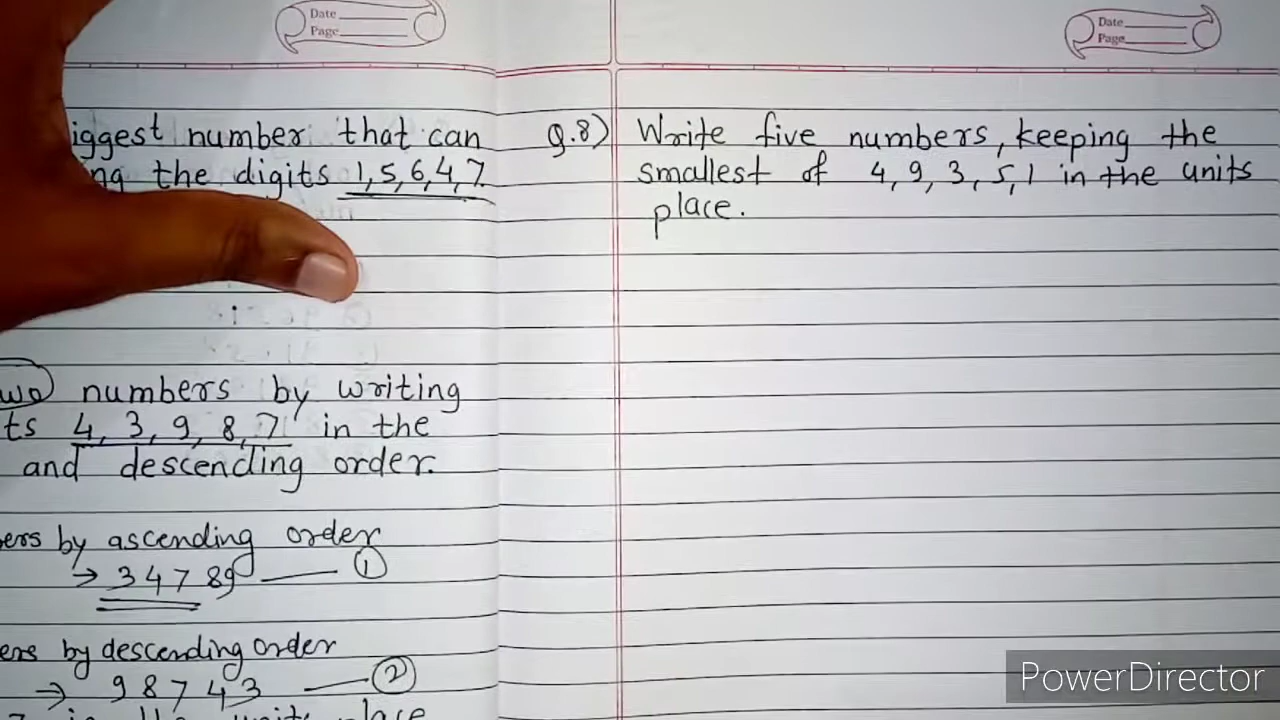 Date
Page
iggest number that can
ng the digits 1, 5, 6, 4, 7.
numbers by writing
ts 4, 3, 9, 8, 7 in the
and descending order.
ers by ascending order
→ 34789 — 1
ers by descending order
→ 98743 — 2
Date
Page
Q.8) Write five numbers, keeping the
smallest of 4, 9, 3, 5, 1 in the units
place.
PowerDirector